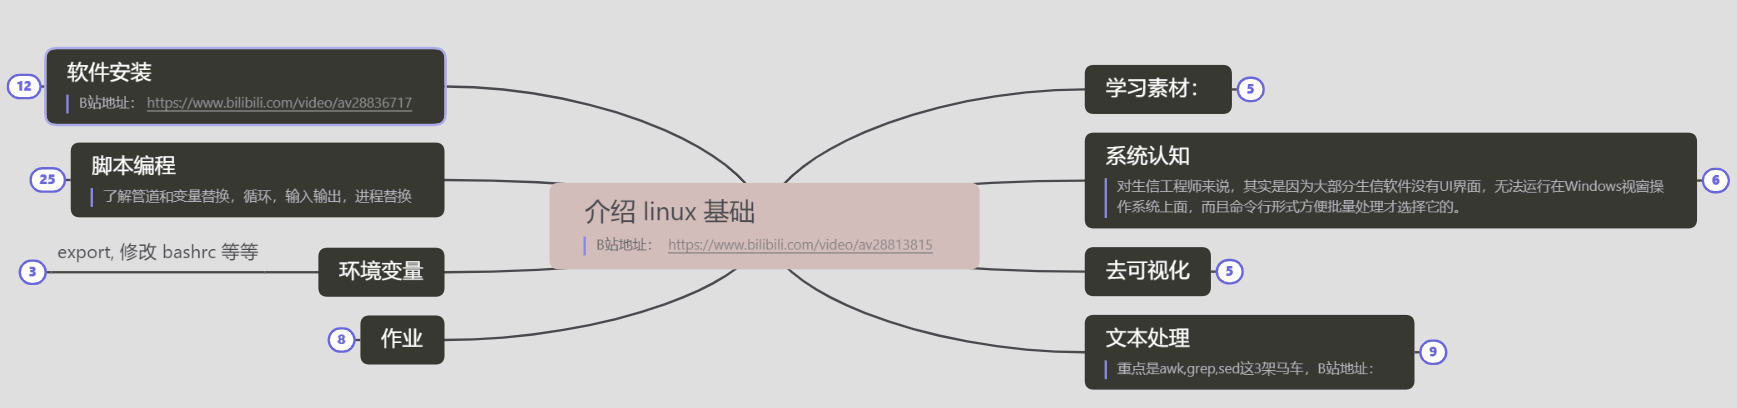 软件安装
12
B站地址： https://www.bilibili.com/video/av28836717
脚本编程
25
了解管道和变量替换，循环，输入输出，进程替换
export, 修改 bashrc 等等
3
环境变量
8
作业
介绍 linux 基础
B站地址： https://www.bilibili.com/video/av28813815
学习素材：
5
系统认知
对生信工程师来说，其实是因为大部分生信软件没有UI界面，无法运行在Windows视窗操
作系统上面，而且命令行形式方便批量处理才选择它的。
6
去可视化
5
文本处理
重点是awk,grep,sed这3架马车，B站地址：
9